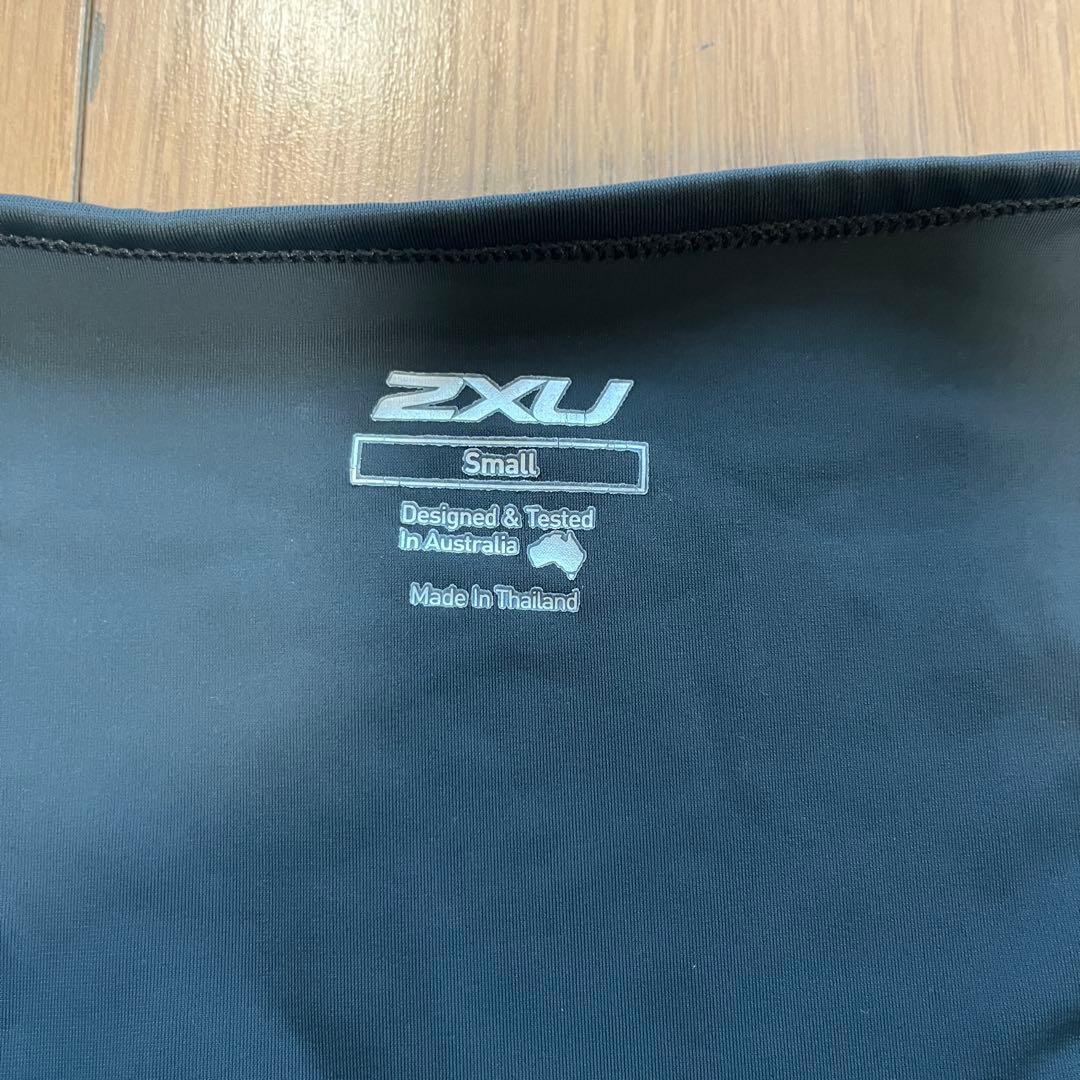 2XU
Small
Designed & Tested
In Australia
Made In Thailand